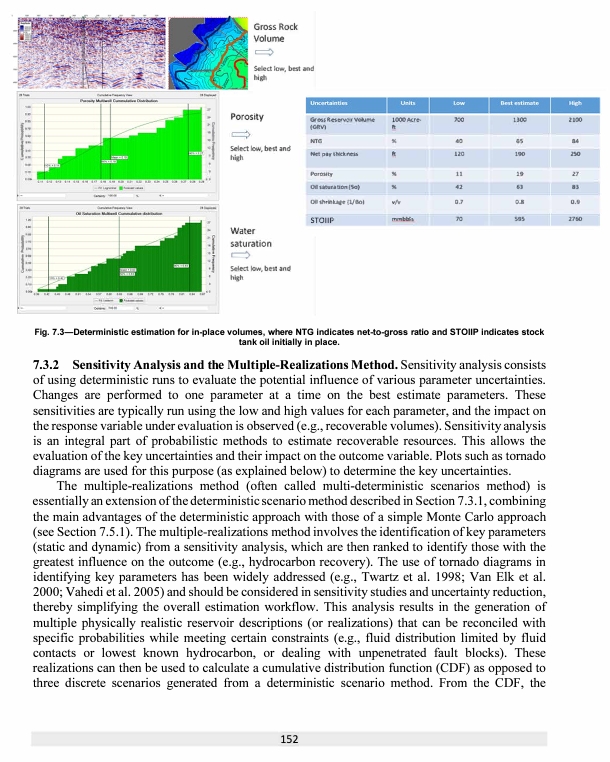 Gross Rock
Volume
Select low, best and
high
Cumulative Frequency View
Porosity Multiwell Cummulative Distribution
Porosity
Select low, best and
high
Cumulative Frequency View
Oil Saturation Multiwell Cummulative distribution
Water
saturation
Select low, best and
high
Uncertainties Units Low Best estimate High
Gross Reservoir Volume (GRV) 1000 Acre-ft 700 1300 2100
NTG % 40 65 84
Net pay thickness ft 120 190 250
Porosity % 11 19 27
Oil saturation (So) % 42 63 83
Oil shrinkage (1/Bo) v/v 0.7 0.8 0.9
STOIIP mmbbls 70 595 2760
Fig. 7.3—Deterministic estimation for in-place volumes, where NTG indicates net-to-gross ratio and STOIIP indicates stock
tank oil initially in place.
7.3.2 Sensitivity Analysis and the Multiple-Realizations Method. Sensitivity analysis consists
of using deterministic runs to evaluate the potential influence of various parameter uncertainties.
Changes are performed to one parameter at a time on the best estimate parameters. These
sensitivities are typically run using the low and high values for each parameter, and the impact on
the response variable under evaluation is observed (e.g., recoverable volumes). Sensitivity analysis
is an integral part of probabilistic methods to estimate recoverable resources. This allows the
evaluation of the key uncertainties and their impact on the outcome variable. Plots such as tornado
diagrams are used for this purpose (as explained below) to determine the key uncertainties.
The multiple-realizations method (often called multi-deterministic scenarios method) is
essentially an extension of the deterministic scenario method described in Section 7.3.1, combining
the main advantages of the deterministic approach with those of a simple Monte Carlo approach
(see Section 7.5.1). The multiple-realizations method involves the identification of key parameters
(static and dynamic) from a sensitivity analysis, which are then ranked to identify those with the
greatest influence on the outcome (e.g., hydrocarbon recovery). The use of tornado diagrams in
identifying key parameters has been widely addressed (e.g., Twartz et al. 1998; Van Elk et al.
2000; Vahedi et al. 2005) and should be considered in sensitivity studies and uncertainty reduction,
thereby simplifying the overall estimation workflow. This analysis results in the generation of
multiple physically realistic reservoir descriptions (or realizations) that can be reconciled with
specific probabilities while meeting certain constraints (e.g., fluid distribution limited by fluid
contacts or lowest known hydrocarbon, or dealing with unpenetrated fault blocks). These
realizations can then be used to calculate a cumulative distribution function (CDF) as opposed to
three discrete scenarios generated from a deterministic scenario method. From the CDF, the
152